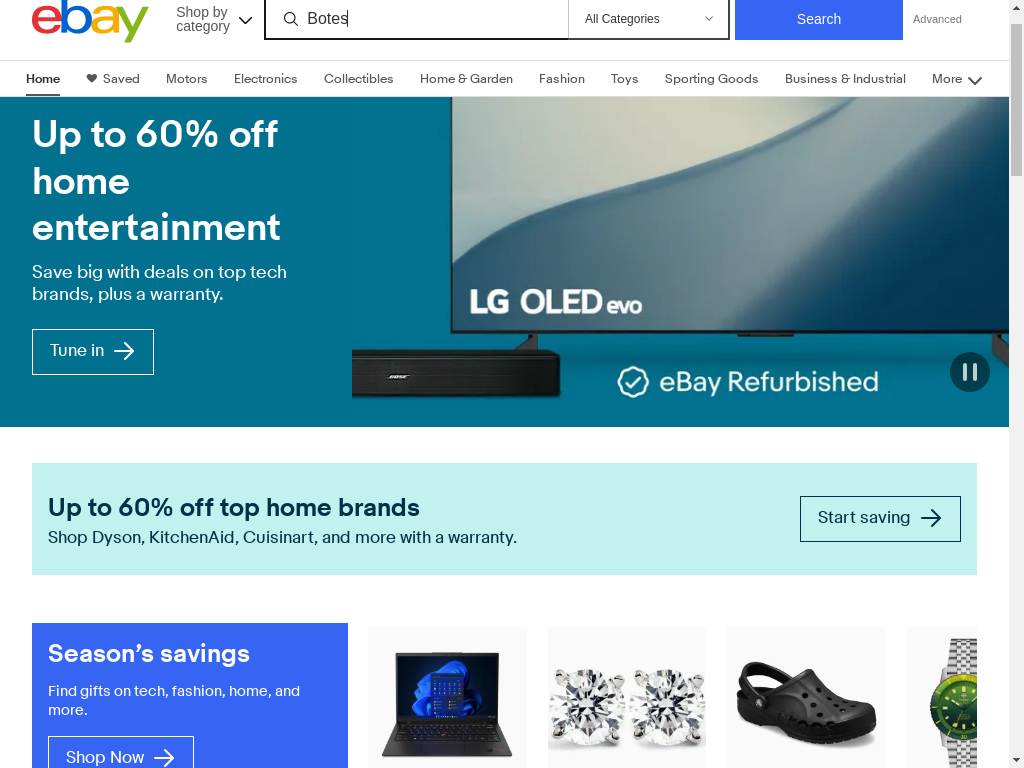 ebay
Shop by
category
Botes
All Categories
Search
Advanced
Home
Saved
Motors
Electronics
Collectibles
Home & Garden
Fashion
Toys
Sporting Goods
Business & Industrial
More
Up to 60% off
home
entertainment
Save big with deals on top tech
brands, plus a warranty.
Tune in
LG OLED evo
BOSE
eBay Refurbished
Up to 60% off top home brands
Shop Dyson, KitchenAid, Cuisinart, and more with a warranty.
Start saving
Season's savings
Find gifts on tech, fashion, home, and
more.
Shop Now